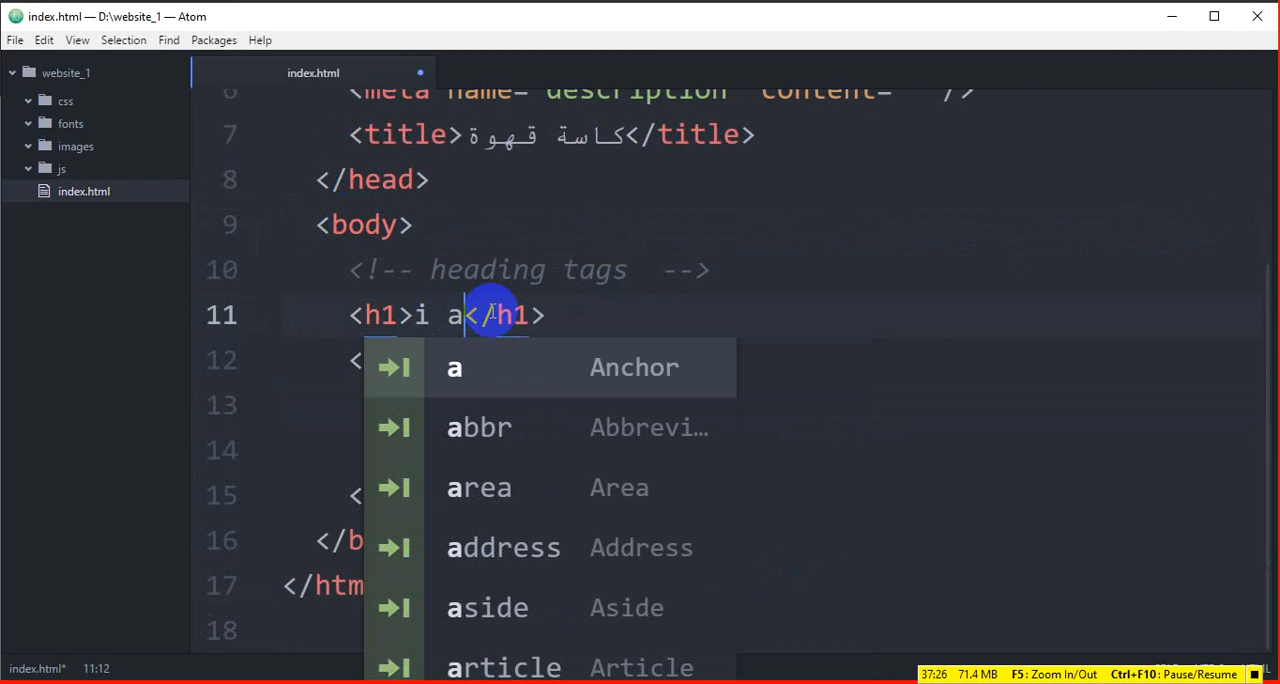 index.html — D:\website_1 — Atom
File Edit View Selection Find Packages Help
website_1
css
fonts
images
js
index.html
index.html
6 <meta name="description" content=" />
7 <title>كاسة قهوة</title>
8 </head>
9 <body>
10 <!-- heading tags -->
11 <h1>i a</h1>
12 <
13
14
15 <
16 </b
17 </htm
18
a Anchor
abbr Abbrevi…
area Area
address Address
aside Aside
article Article
index.html* 11:12
37:26 71.4 MB F5: Zoom In/Out Ctrl+F10: Pause/Resume